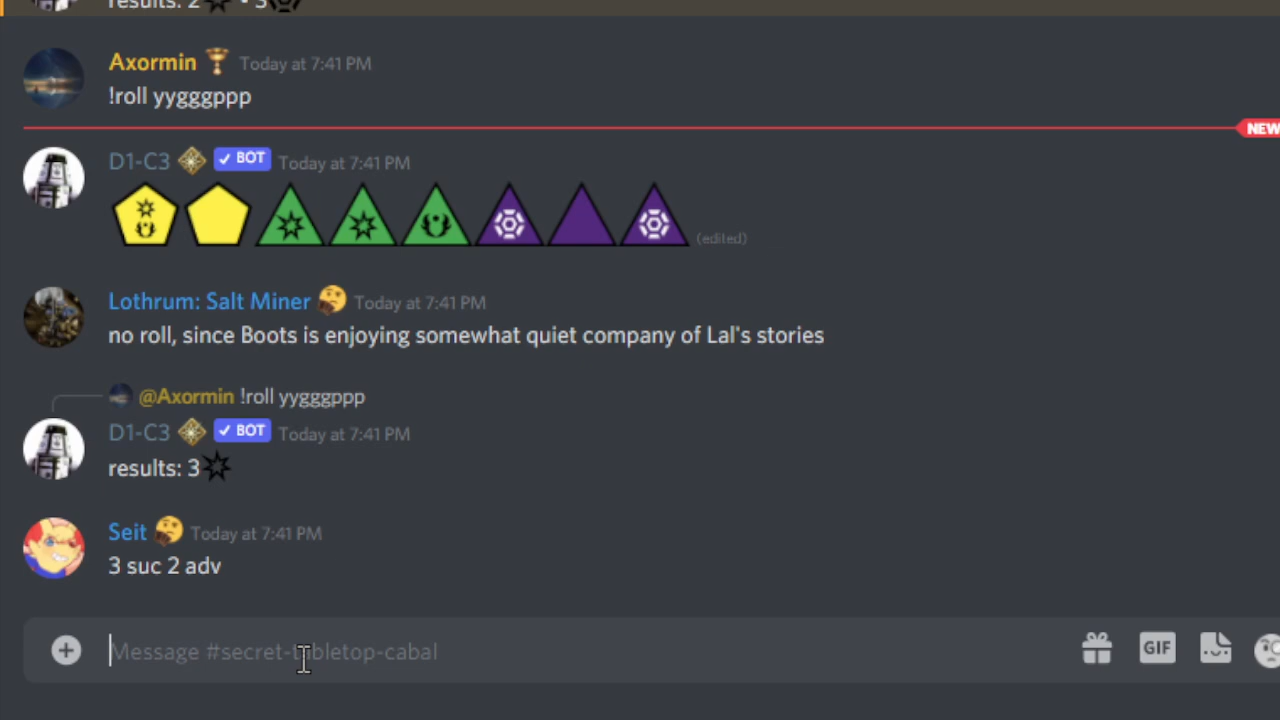 results: 2 • 3
Axormin Today at 7:41 PM
!roll yygggppp
NEW
D1-C3 ✓ BOT Today at 7:41 PM
(edited)
Lothrum: Salt Miner Today at 7:41 PM
no roll, since Boots is enjoying somewhat quiet company of Lal's stories
@Axormin !roll yygggppp
D1-C3 ✓ BOT Today at 7:41 PM
results: 3
Seit Today at 7:41 PM
3 suc 2 adv
Message #secret-tabletop-cabal
GIF